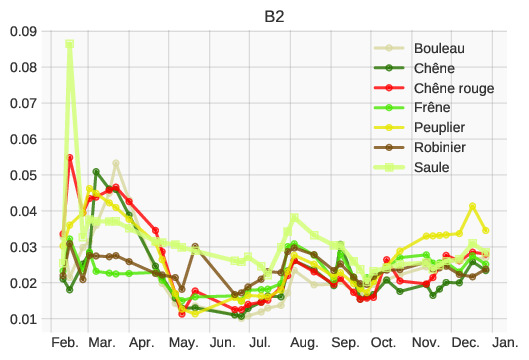 B2
0.09
0.08
0.07
0.06
0.05
0.04
0.03
0.02
0.01
Bouleau
Chêne
Chêne rouge
Frêne
Peuplier
Robinier
Saule
Feb. Mar. Apr. May. Jun. Jul. Aug. Sep. Oct. Nov. Dec. Jan.